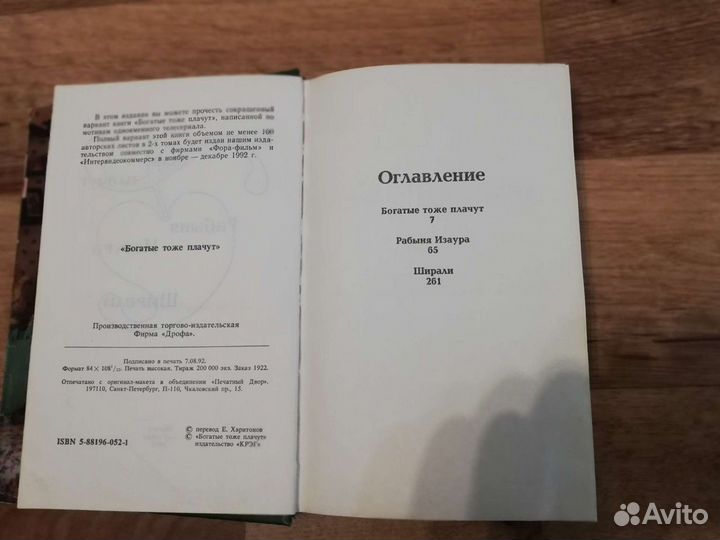 В этом издании вы можете прочесть сокращенный
вариант книги «Богатые тоже плачут», написанной по
мотивам одноименного телесериала.
Полный вариант этой книги объемом не менее 100
авторских листов в 2-х томах будет издан нашим изда-
тельством совместно с фирмами «Фора-фильм» и
«Интервидеокоммерс» в ноябре — декабре 1992 г.
«Богатые тоже плачут»
Производственная торгово-издательская
Фирма «Дрофа».
Подписано в печать 7.08.92.
Формат 84×108¹/₃₂. Печать высокая. Тираж 200 000 экз. Заказ 1922.
Отпечатано с оригинал-макета в объединении «Печатный Двор».
197110, Санкт-Петербург, П-110, Чкаловский пр., 15.
ISBN 5-88196-052-1
© перевод Е. Харитонов
© «Богатые тоже плачут»
издательство «КРЭГ»
Оглавление
Богатые тоже плачут
7
Рабыня Изаура
65
Ширали
261
Avito